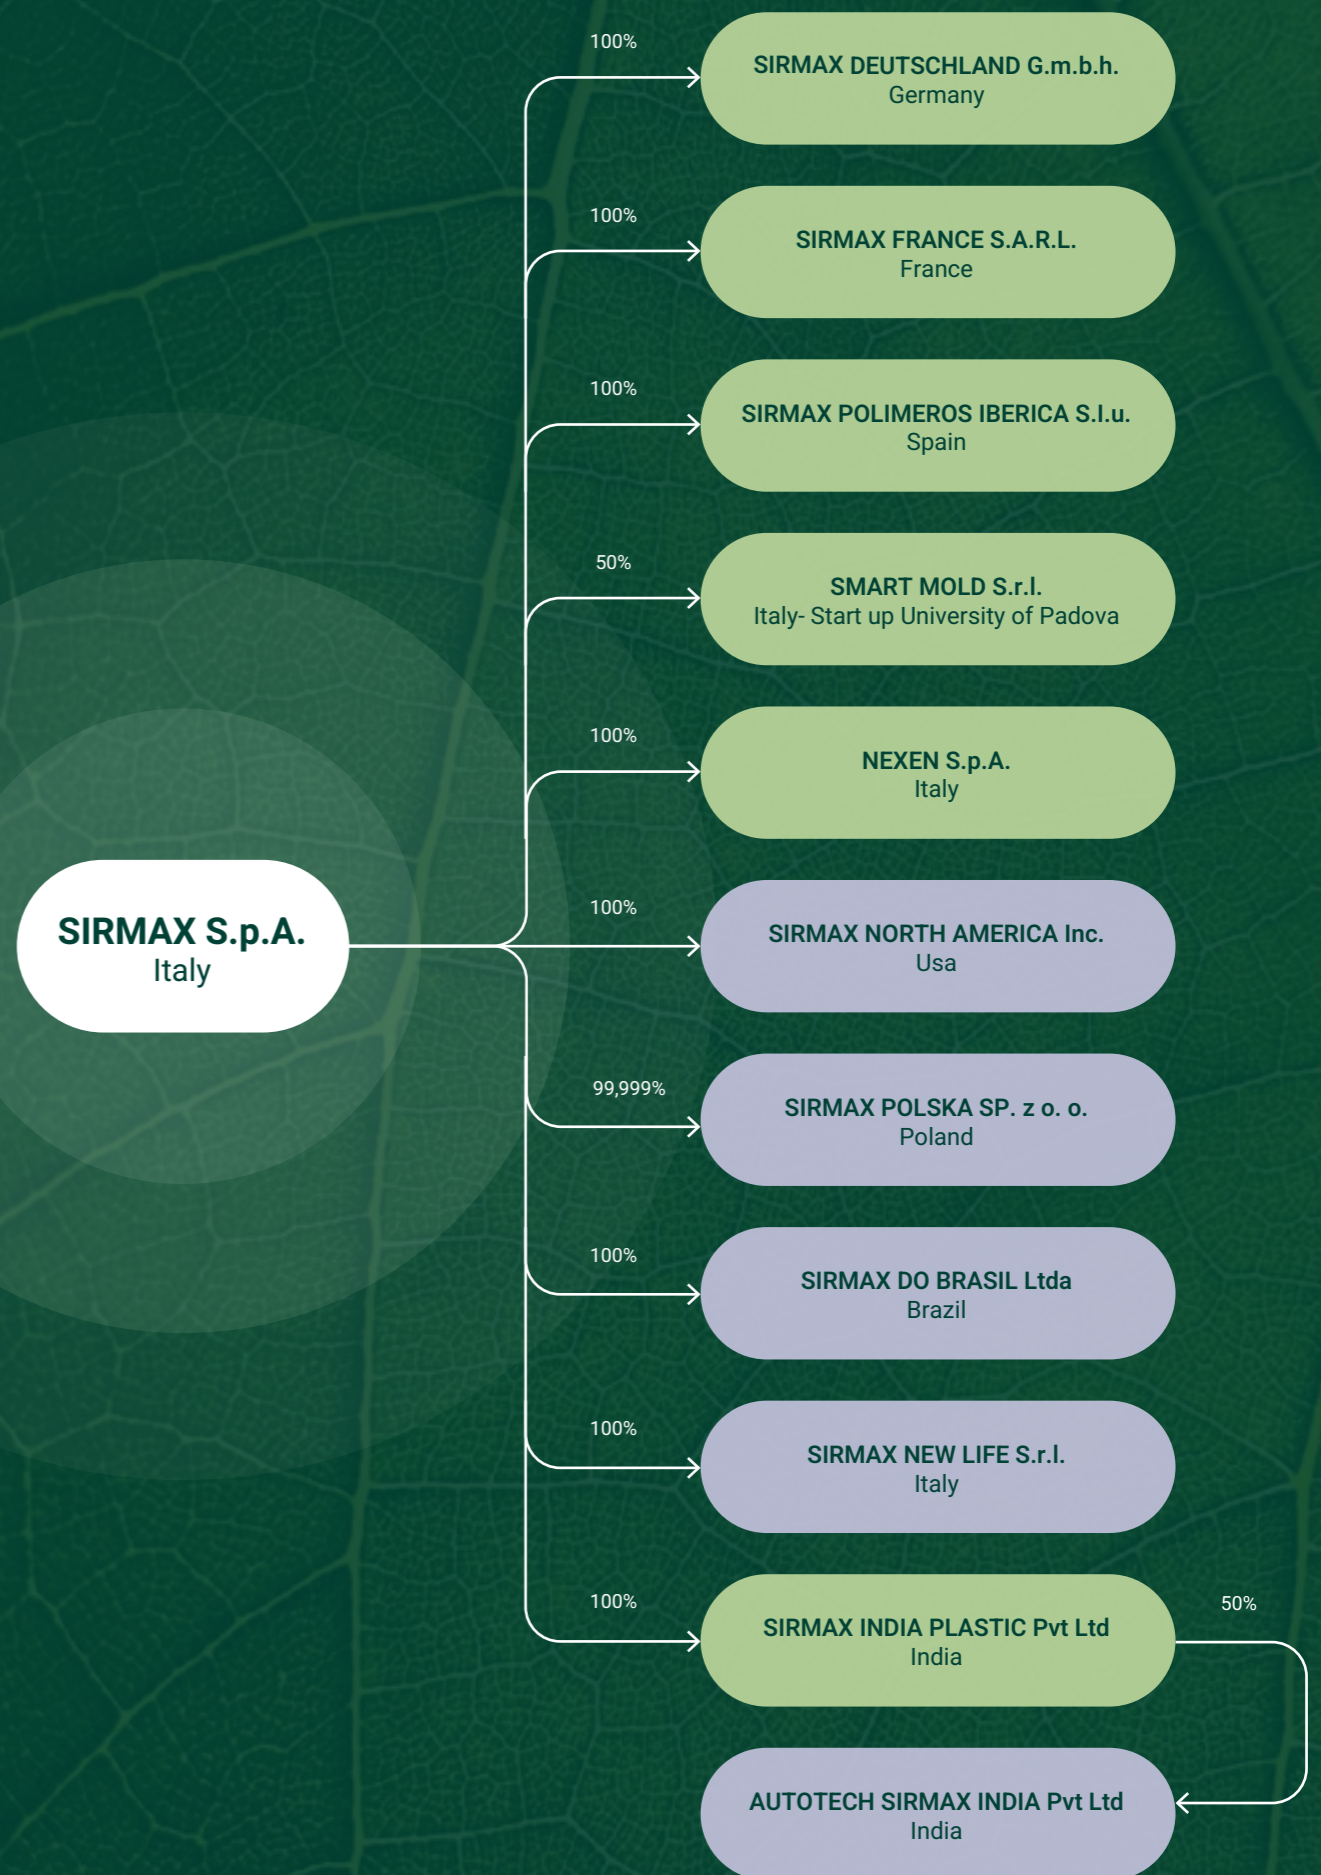 100%
SIRMAX DEUTSCHLAND G.m.b.h.
Germany
100%
SIRMAX FRANCE S.A.R.L.
France
100%
SIRMAX POLIMEROS IBERICA S.l.u.
Spain
50%
SMART MOLD S.r.l.
Italy- Start up University of Padova
100%
NEXEN S.p.A.
Italy
SIRMAX S.p.A.
Italy
100%
SIRMAX NORTH AMERICA Inc.
Usa
99,999%
SIRMAX POLSKA SP. z o. o.
Poland
100%
SIRMAX DO BRASIL Ltda
Brazil
100%
SIRMAX NEW LIFE S.r.l.
Italy
100%
SIRMAX INDIA PLASTIC Pvt Ltd
India
50%
AUTOTECH SIRMAX INDIA Pvt Ltd
India